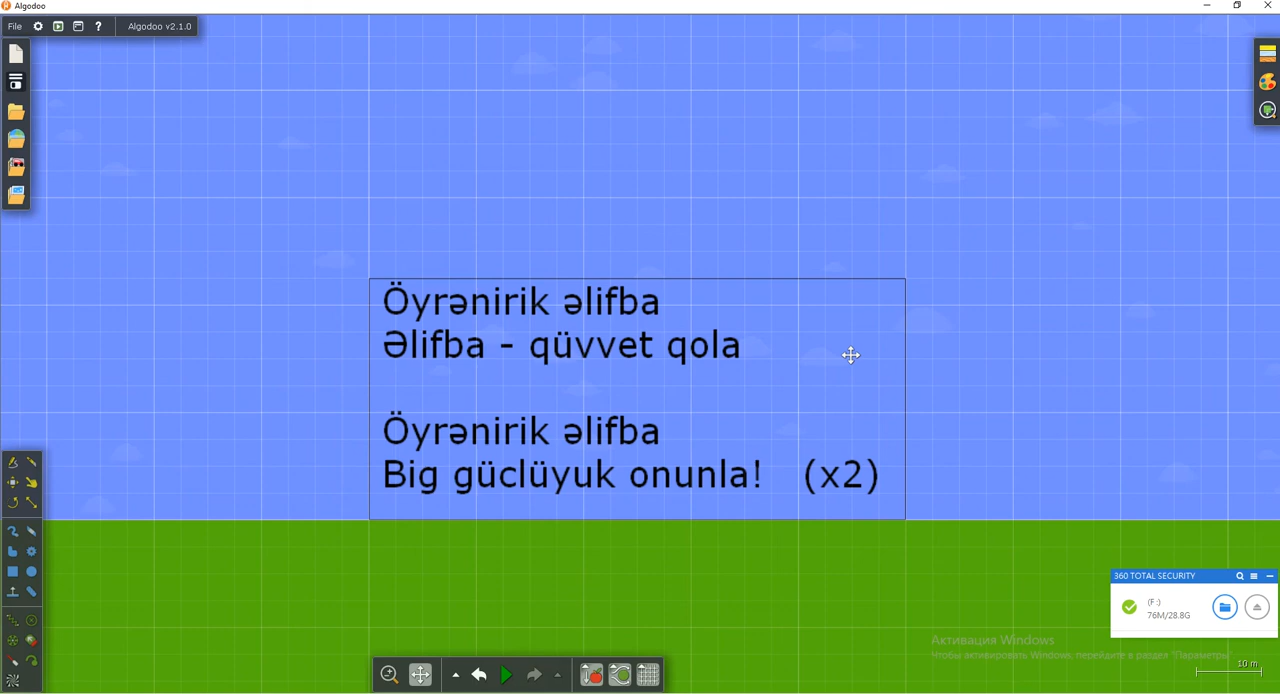 Algodoo
File
Algodoo v2.1.0
Öyrənirik əlifba
Əlifba - qüvvet qola
Öyrənirik əlifba
Big güclüyuk onunla! (x2)
360 TOTAL SECURITY
(F:)
76M/28.8G
Активация Windows
Чтобы активировать Windows, перейдите в раздел "Параметры".
10 m